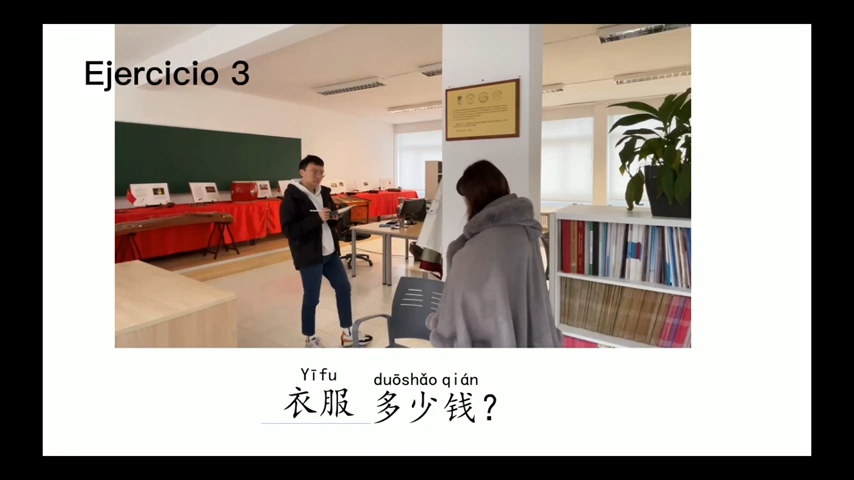 Ejercicio 3
Yīfu duōshǎo qián
衣服 多少钱？